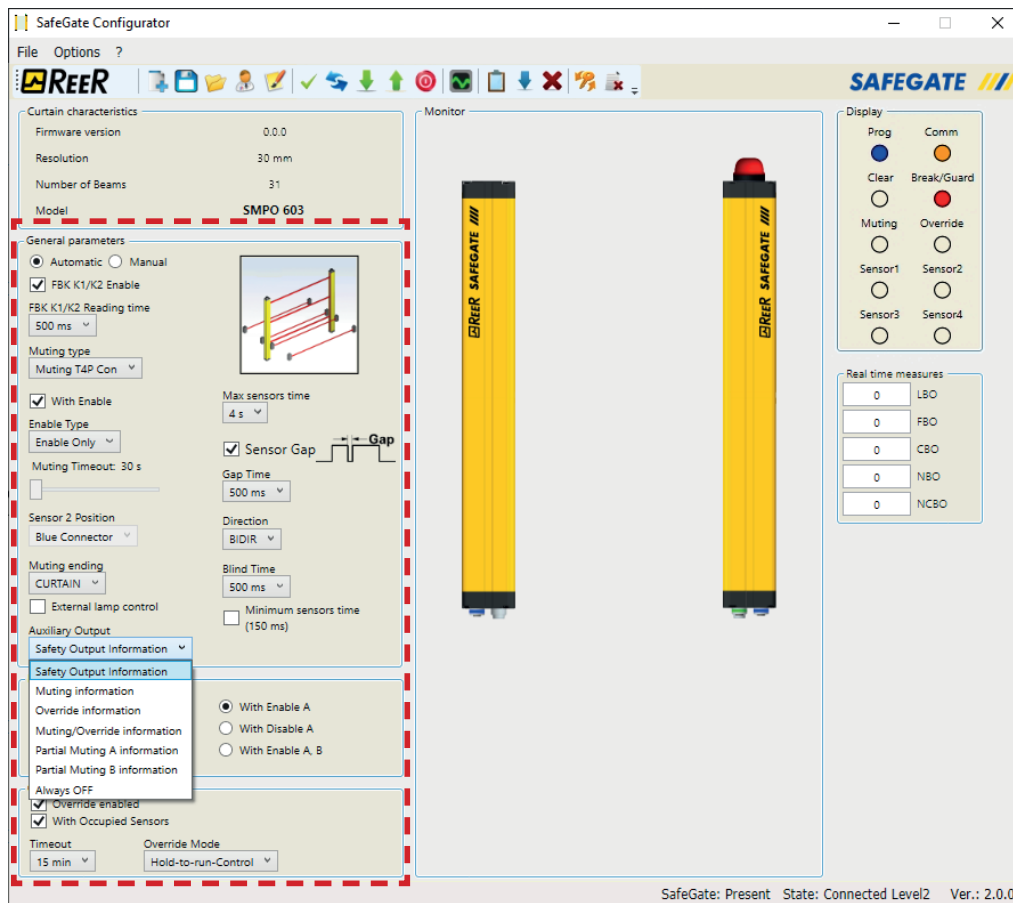 SafeGate Configurator
File Options ?
REER
SAFEGATE
Curtain characteristics
Firmware version 0.0.0
Resolution 30 mm
Number of Beams 31
Model SMPO 603
General parameters
Automatic Manual
FBK K1/K2 Enable
FBK K1/K2 Reading time
500 ms
Muting type
Muting T4P Con
With Enable
Enable Type
Enable Only
Muting Timeout: 30 s
Sensor 2 Position
Blue Connector
Muting ending
CURTAIN
External lamp control
Auxiliary Output
Safety Output Information
Safety Output Information
Muting information
Override information
Muting/Override information
Partial Muting A information
Partial Muting B information
Always OFF
Max sensors time
4 s
Sensor Gap
Gap
Gap Time
500 ms
Direction
BIDIR
Blind Time
500 ms
Minimum sensors time
(150 ms)
With Enable A
With Disable A
With Enable A, B
Override enabled
With Occupied Sensors
Timeout Override Mode
15 min Hold-to-run-Control
Monitor
REER SAFEGATE
REER SAFEGATE
Display
Prog Comm
Clear Break/Guard
Muting Override
Sensor1 Sensor2
Sensor3 Sensor4
Real time measures
0 LBO
0 FBO
0 CBO
0 NBO
0 NCBO
SafeGate: Present State: Connected Level2 Ver.: 2.0.0